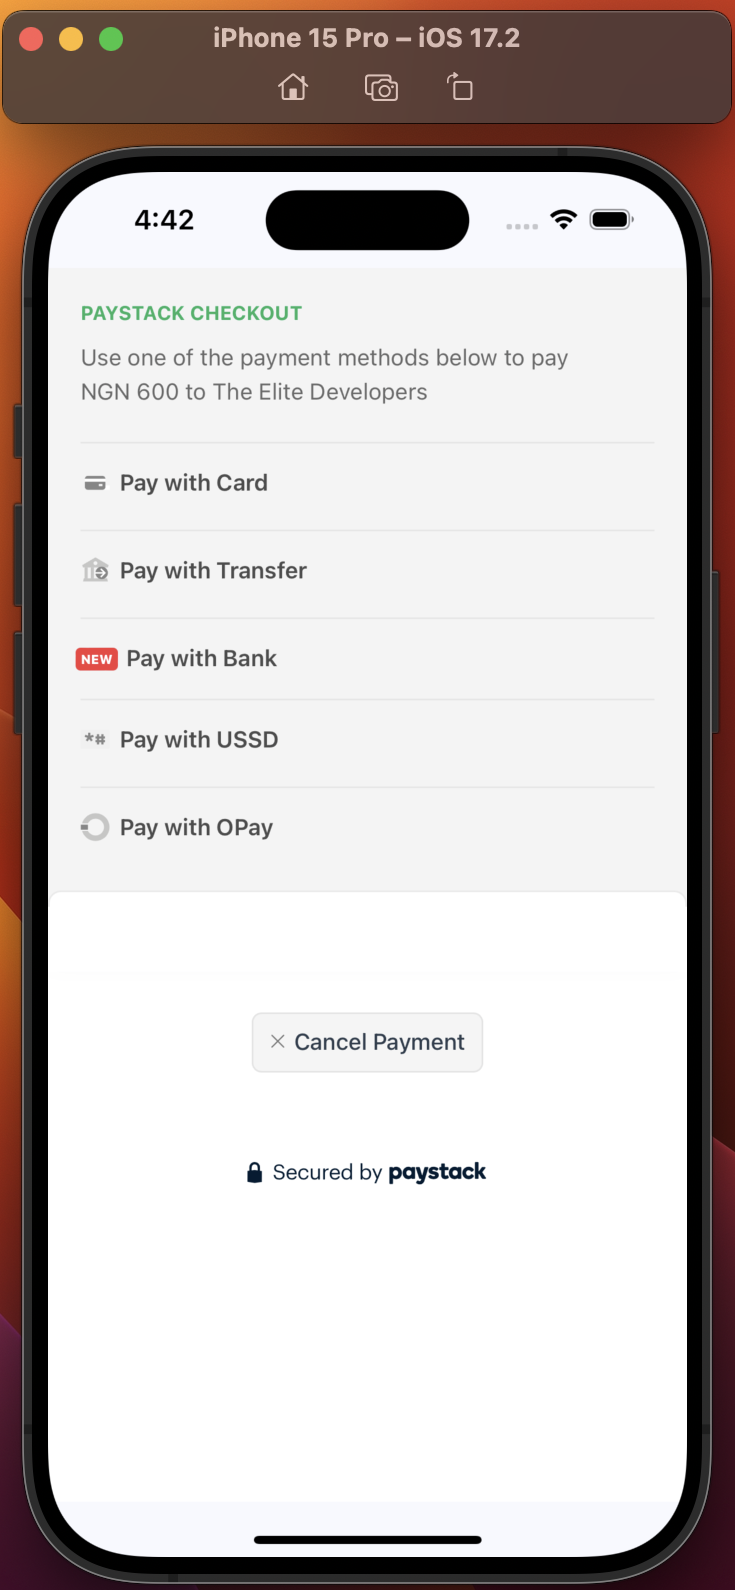 iPhone 15 Pro – iOS 17.2
4:42
PAYSTACK CHECKOUT
Use one of the payment methods below to pay
NGN 600 to The Elite Developers
Pay with Card
Pay with Transfer
NEW Pay with Bank
*# Pay with USSD
Pay with OPay
Cancel Payment
Secured by paystack